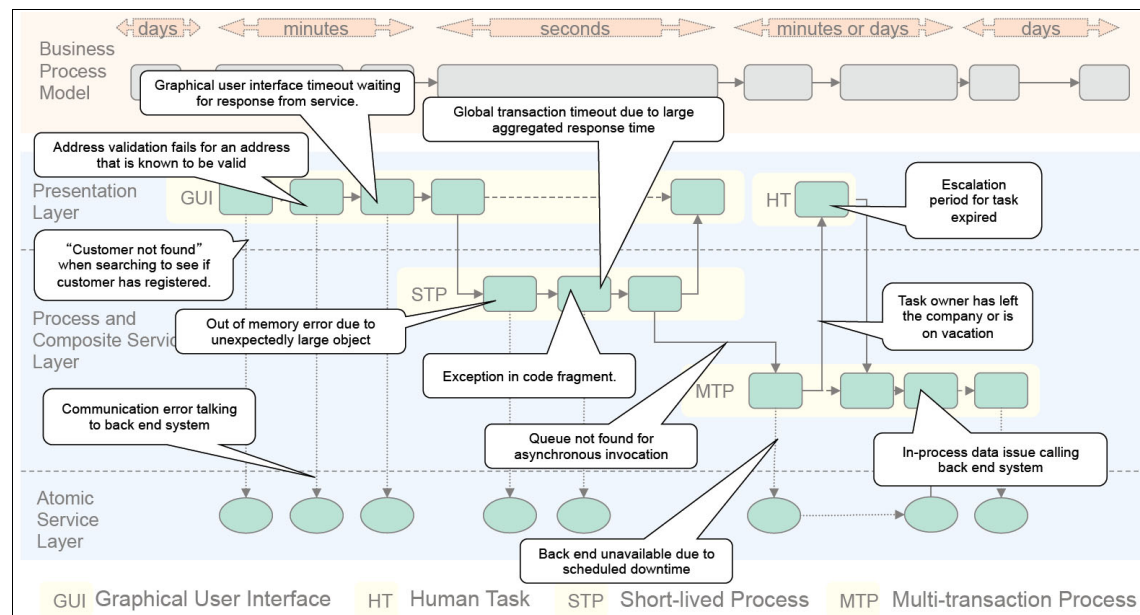 days
minutes
seconds
minutes or days
days
Business
Process
Model
Graphical user interface timeout waiting
for response from service.
Global transaction timeout due to large
aggregated response time
Address validation fails for an address
that is known to be valid
Presentation
Layer
GUI
HT
Escalation
period for task
expired
“Customer not found”
when searching to see if
customer has registered.
STP
Out of memory error due to
unexpectedly large object
Task owner has left
the company or is
on vacation
Process and
Composite Servic
Layer
Exception in code fragment.
MTP
Communication error talking
to back end system
Queue not found for
asynchronous invocation
In-process data issue calling
back end system
Atomic
Service
Layer
Back end unavailable due to
scheduled downtime
GUI Graphical User Interface
HT Human Task
STP Short-lived Process
MTP Multi-transaction Process